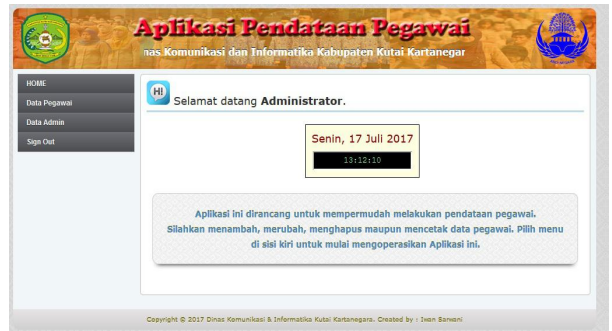 Aplikasi Pendataan Pegawai
nas Komunikasi dan Informatika Kabupaten Kutai Kartanegar
HOME
Data Pegawai
Data Admin
Sign Out
HI
Selamat datang Administrator.
Senin, 17 Juli 2017
13:12:10
Aplikasi ini dirancang untuk mempermudah melakukan pendataan pegawai.
Silahkan menambah, merubah, menghapus maupun mencetak data pegawai. Pilih menu
di sisi kiri untuk mulai mengoperasikan Aplikasi ini.
Copyright © 2017 Dinas Komunikasi & Informatika Kutai Kartanegara. Created by : Iwan Sarwani